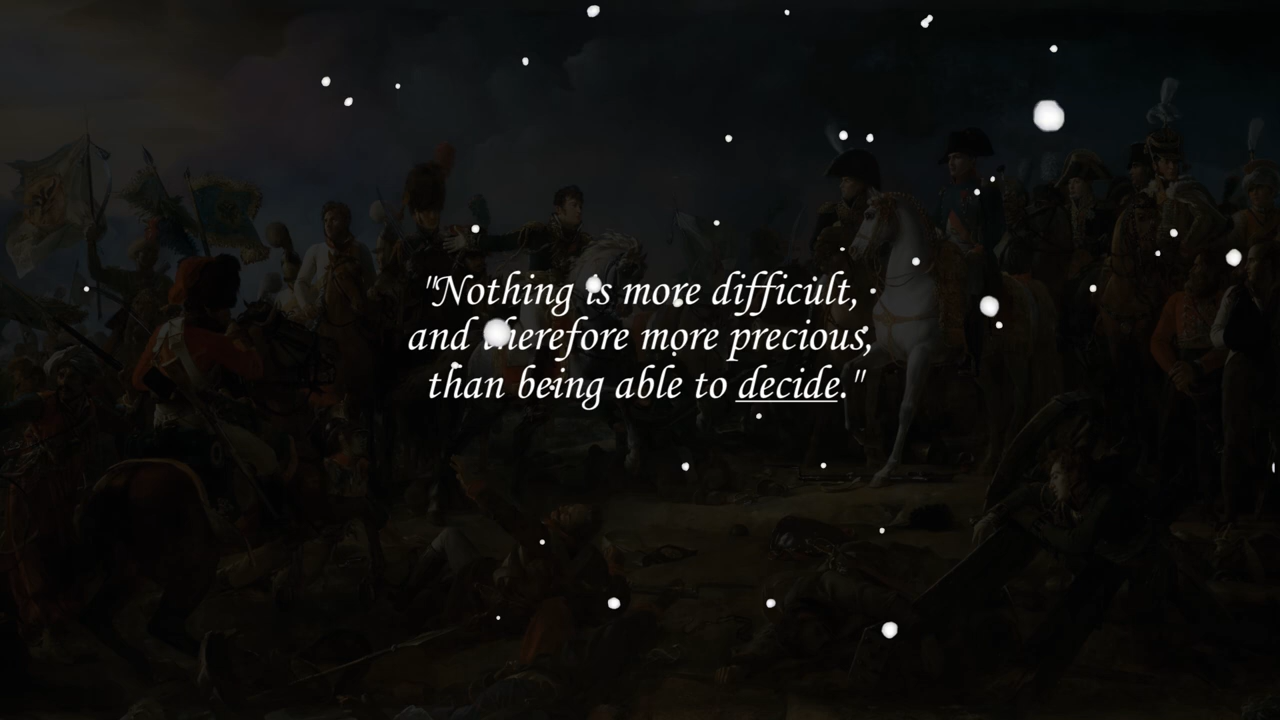 "Nothing is more difficult,
and therefore more precious,
than being able to decide."